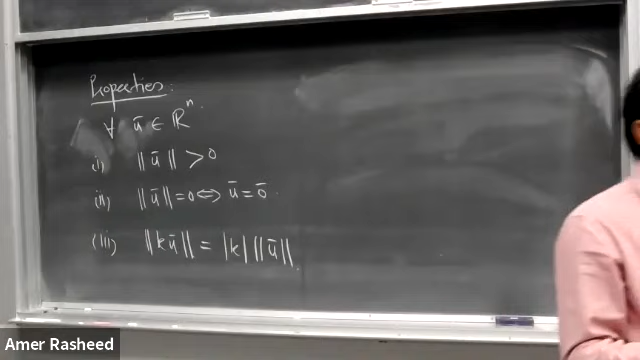 Properties:
∀ ū ∈ ℝⁿ.
(i) ‖ū‖ > 0
(ii) ‖ū‖ = 0 ⇔ ū = 0̄.
(iii) ‖kū‖ = |k| ‖ū‖.
Amer Rasheed